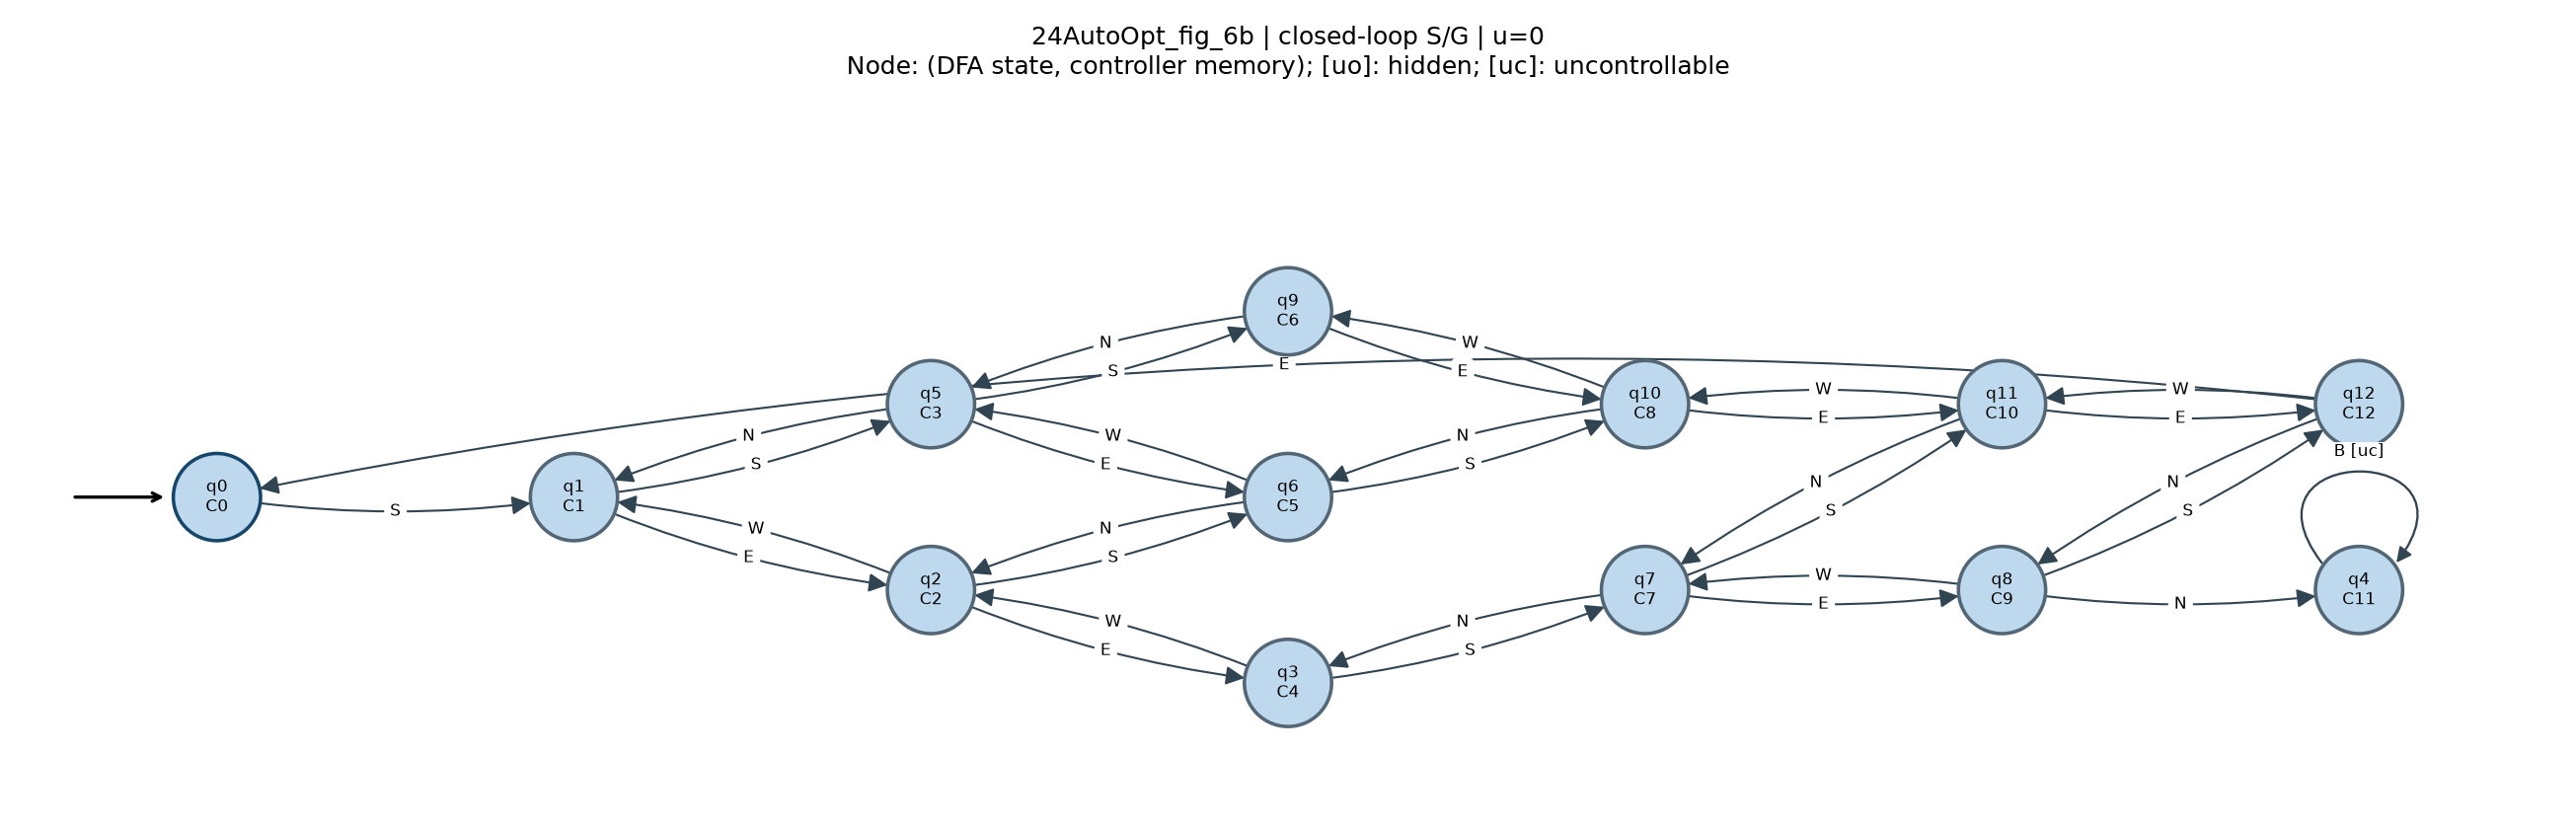 24AutoOpt_fig_6b | closed-loop S/G | u=0
Node: (DFA state, controller memory); [uo]: hidden; [uc]: uncontrollable
q9
C6
N
W
S
E
E
q5
C3
q10
C8
W
E
q11
C10
W
E
q12
C12
B [uc]
N
S
W
E
N
S
N
S
N
S
q0
C0
S
q1
C1
q6
C5
W
E
N
S
q2
C2
W
E
q7
C7
W
E
q8
C9
N
q4
C11
W
E
N
S
q3
C4